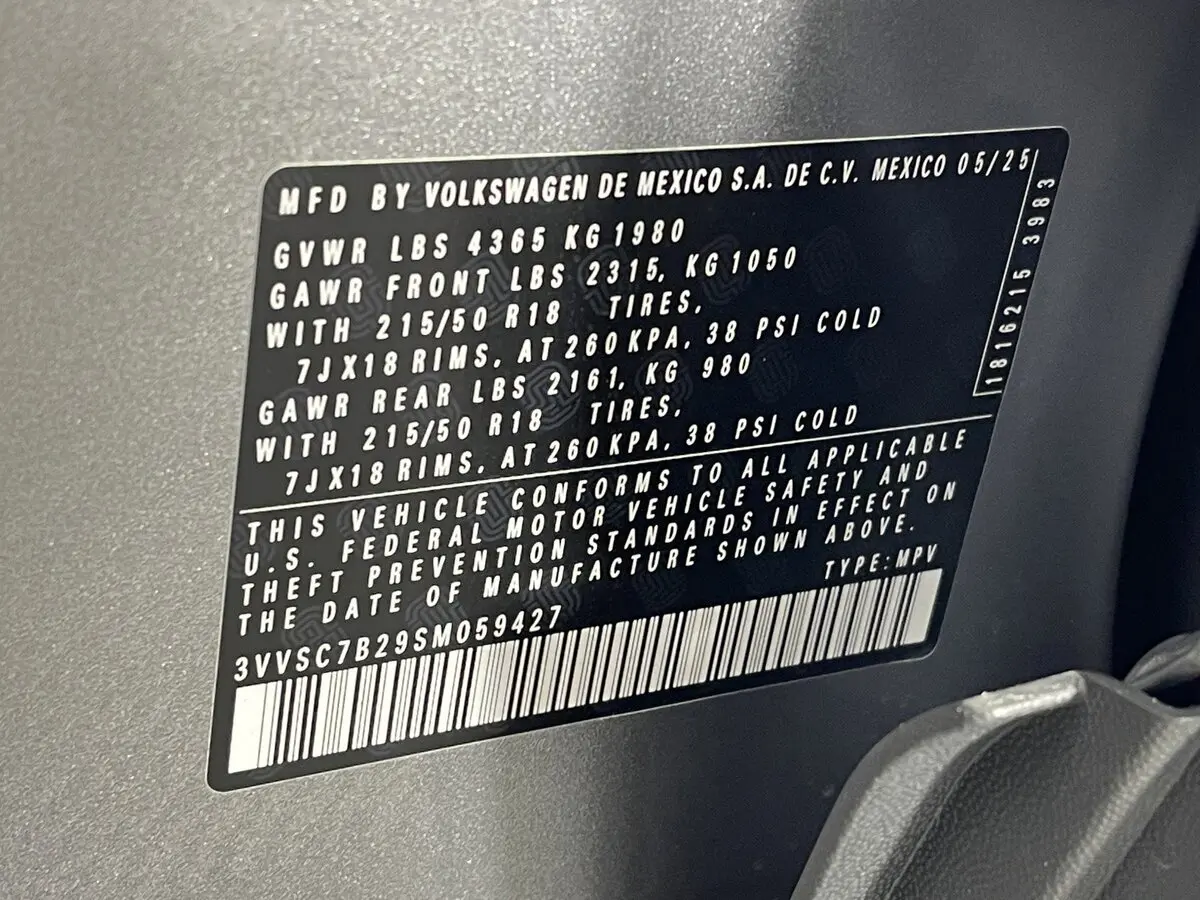 MFD BY VOLKSWAGEN DE MEXICO S.A. DE C.V. MEXICO 05/25
GVWR LBS 4365 KG 1980
GAWR FRONT LBS 2315, KG 1050
WITH 215/50 R18 TIRES,
7JX18 RIMS, AT 260 KPA, 38 PSI COLD
GAWR REAR LBS 2161, KG 980
WITH 215/50 R18 TIRES,
7JX18 RIMS, AT 260 KPA, 38 PSI COLD
1816215 3983
THIS VEHICLE CONFORMS TO ALL APPLICABLE
U.S. FEDERAL MOTOR VEHICLE SAFETY AND
THEFT PREVENTION STANDARDS IN EFFECT ON
THE DATE OF MANUFACTURE SHOWN ABOVE.
TYPE: MPV
3VVSC7B29SM059427